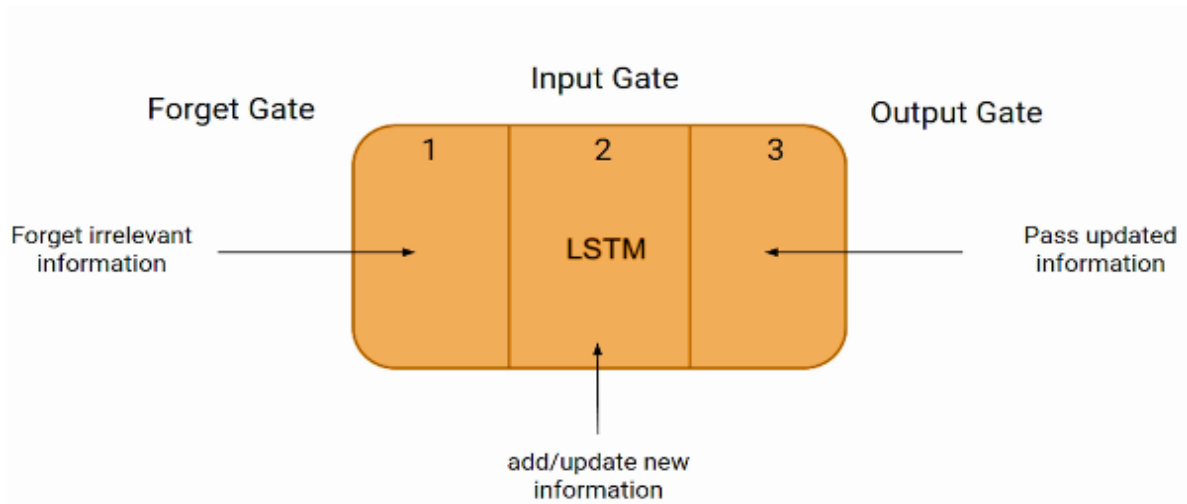 Input Gate
Forget Gate
Output Gate
1
2
3
Forget irrelevant
information
LSTM
Pass updated
information
add/update new
information